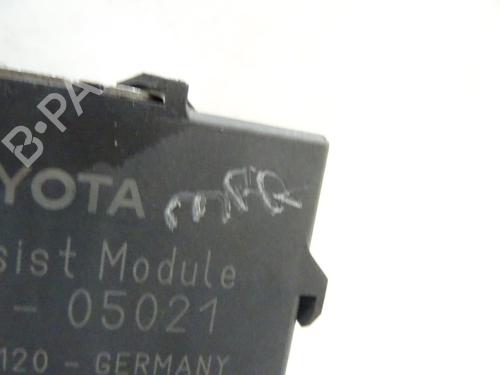 B-PA
YOTA
sist Module
- 05021
120 - GERMANY